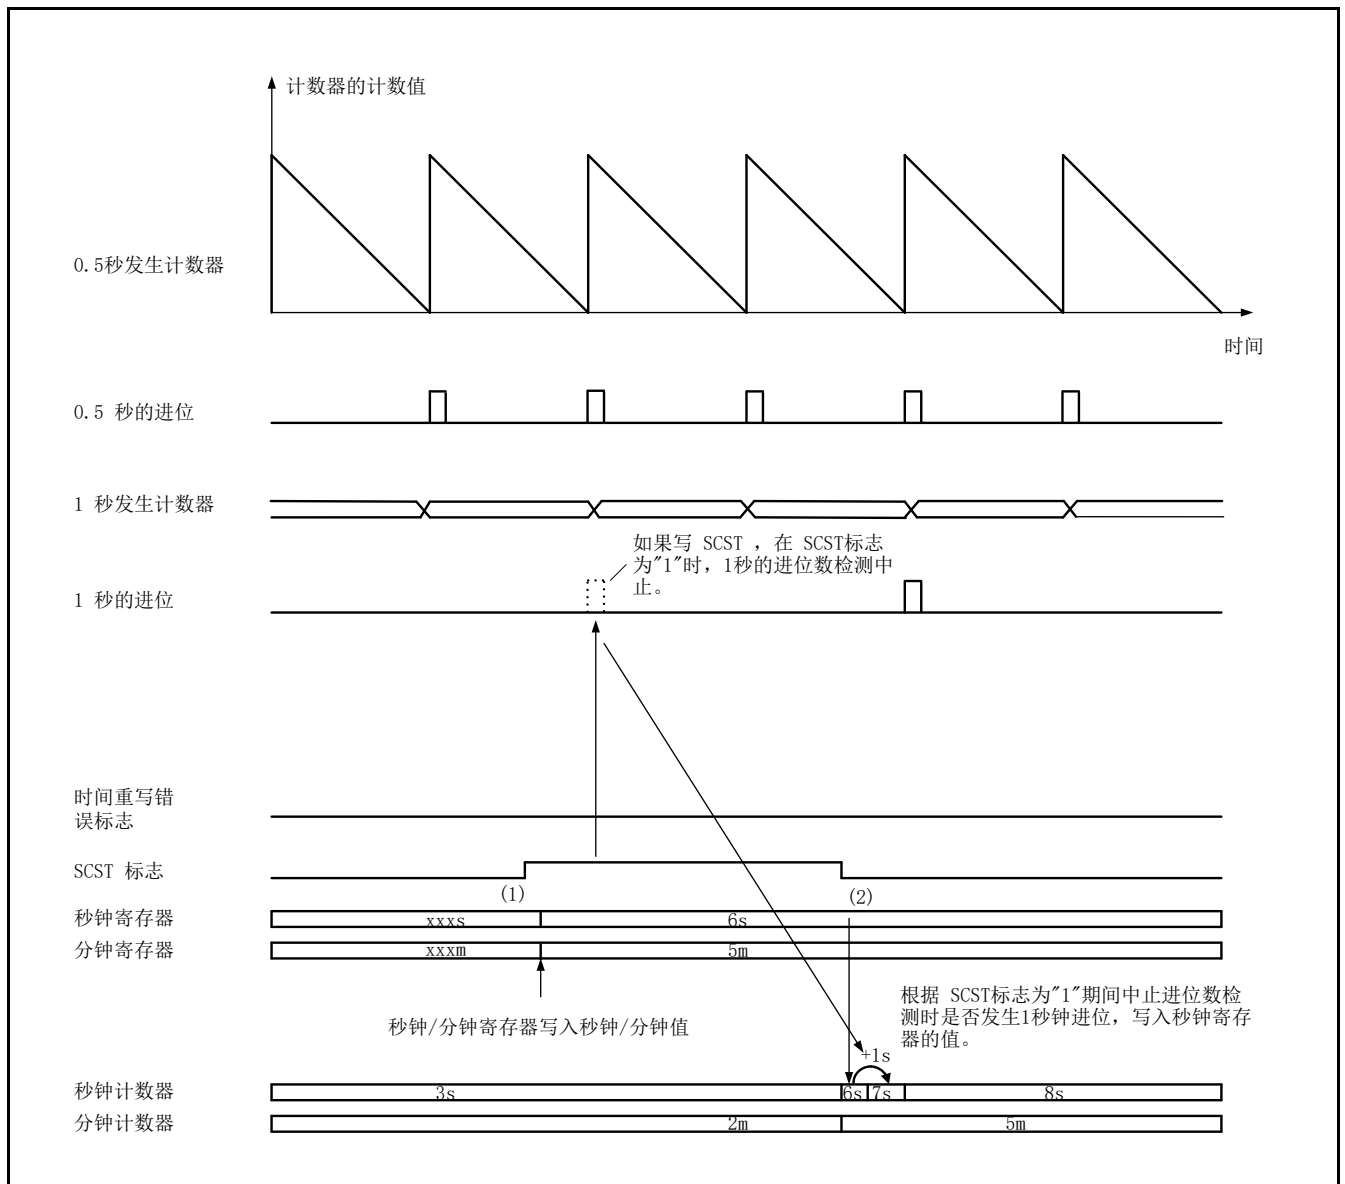 计数器的计数值
0.5秒发生计数器
时间
0.5 秒的进位
1 秒发生计数器
如果写 SCST ，在 SCST标志
为"1"时，1秒的进位数检测中
止。
1 秒的进位
时间重写错
误标志
SCST 标志
(1)
(2)
秒钟寄存器
xxxs
6s
分钟寄存器
xxxm
5m
根据 SCST标志为"1"期间中止进位数检
测时是否发生1秒钟进位，写入秒钟寄存
器的值。
秒钟/分钟寄存器写入秒钟/分钟值
+1s
秒钟计数器
3s
6s
7s
8s
分钟计数器
2m
5m